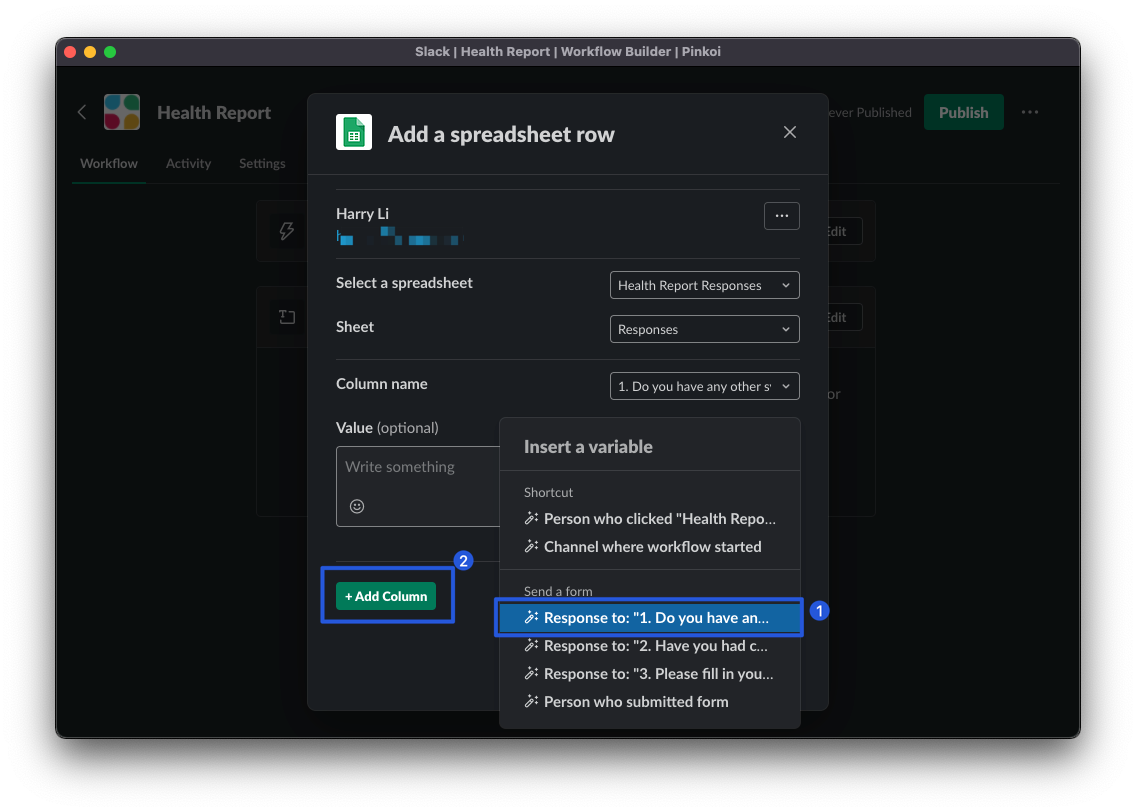 Slack | Health Report | Workflow Builder | Pinkoi
Health Report
ever Published
Publish
Workflow
Activity
Settings
Add a spreadsheet row
Harry Li
Edit
Select a spreadsheet
Health Report Responses
Sheet
Responses
Edit
Column name
1. Do you have any other s
or
Value (optional)
Write something
Insert a variable
Shortcut
Person who clicked "Health Repo...
Channel where workflow started
2
+ Add Column
Send a form
Response to: "1. Do you have an...
1
Response to: "2. Have you had c...
Response to: "3. Please fill in you...
Person who submitted form